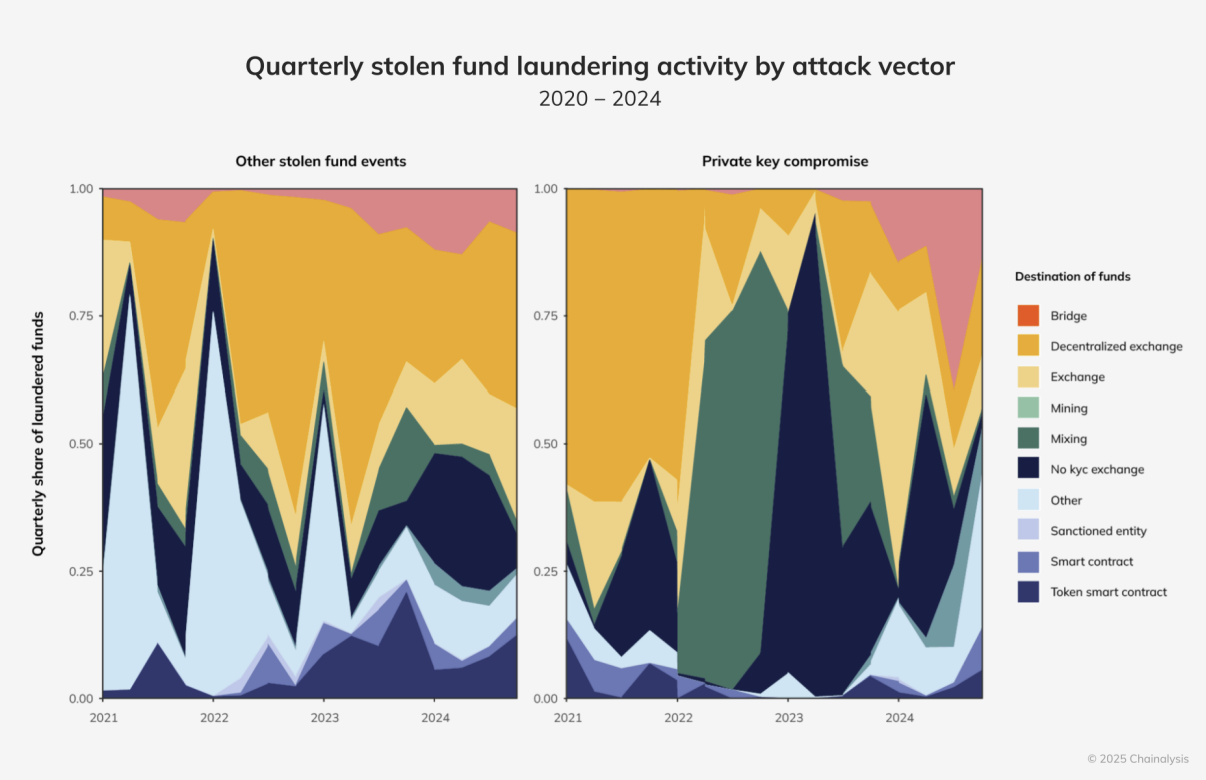 Quarterly stolen fund laundering activity by attack vector
2020 – 2024
Other stolen fund events
Private key compromise
Quarterly share of laundered funds
1.00
0.75
0.50
0.25
0.00
2021 2022 2023 2024
1.00
0.75
0.50
0.25
0.00
2021 2022 2023 2024
Destination of funds
Bridge
Decentralized exchange
Exchange
Mining
Mixing
No kyc exchange
Other
Sanctioned entity
Smart contract
Token smart contract
© 2025 Chainalysis